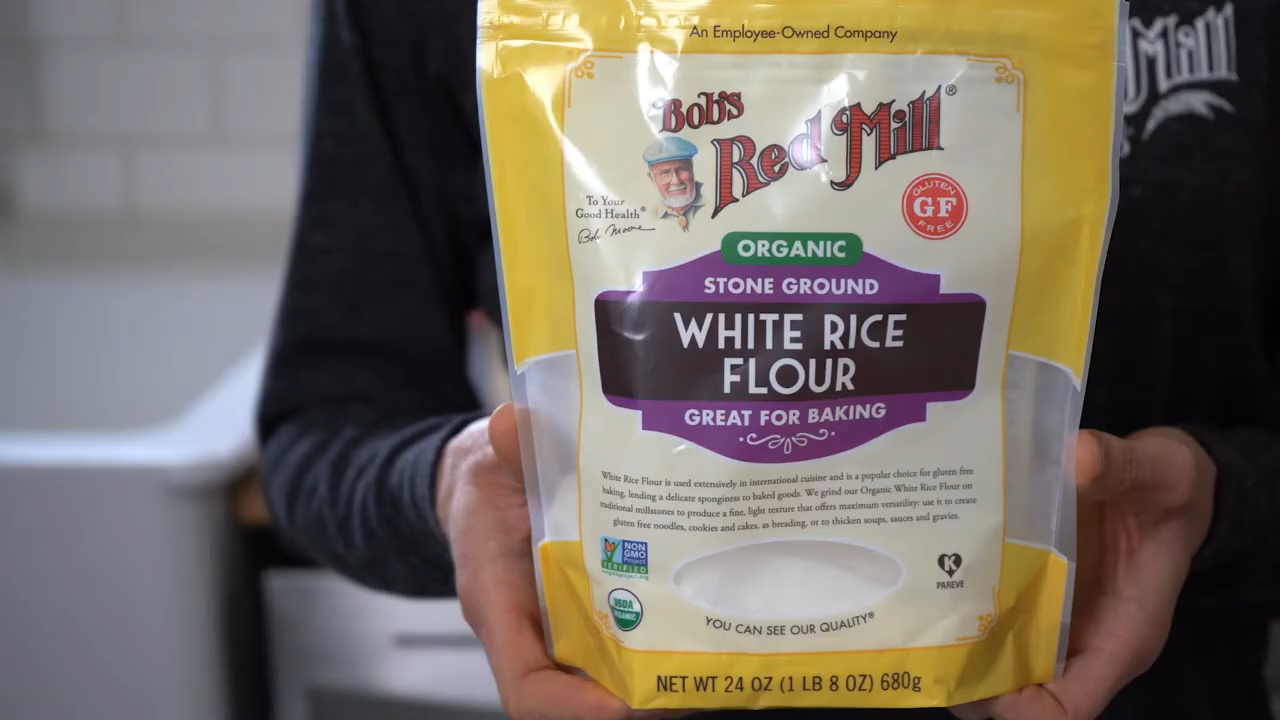 An Employee-Owned Company
Bob's
Red Mill®
To Your
Good Health®
Bob Moore
GLUTEN
GF
FREE
ORGANIC
STONE GROUND
WHITE RICE
FLOUR
GREAT FOR BAKING
White Rice Flour is used extensively in international cuisine and is a popular choice for gluten free
baking, lending a delicate sponginess to baked goods. We grind our Organic White Rice Flour on
traditional millstones to produce a fine, light texture that offers maximum versatility: use it to create
gluten free noodles, cookies and cakes, as breading, or to thicken soups, sauces and gravies.
NON
GMO
Project
VERIFIED
nongmoproject.org
K
PAREVE
USDA
ORGANIC
YOU CAN SEE OUR QUALITY®
NET WT 24 OZ (1 LB 8 OZ) 680g
Mill